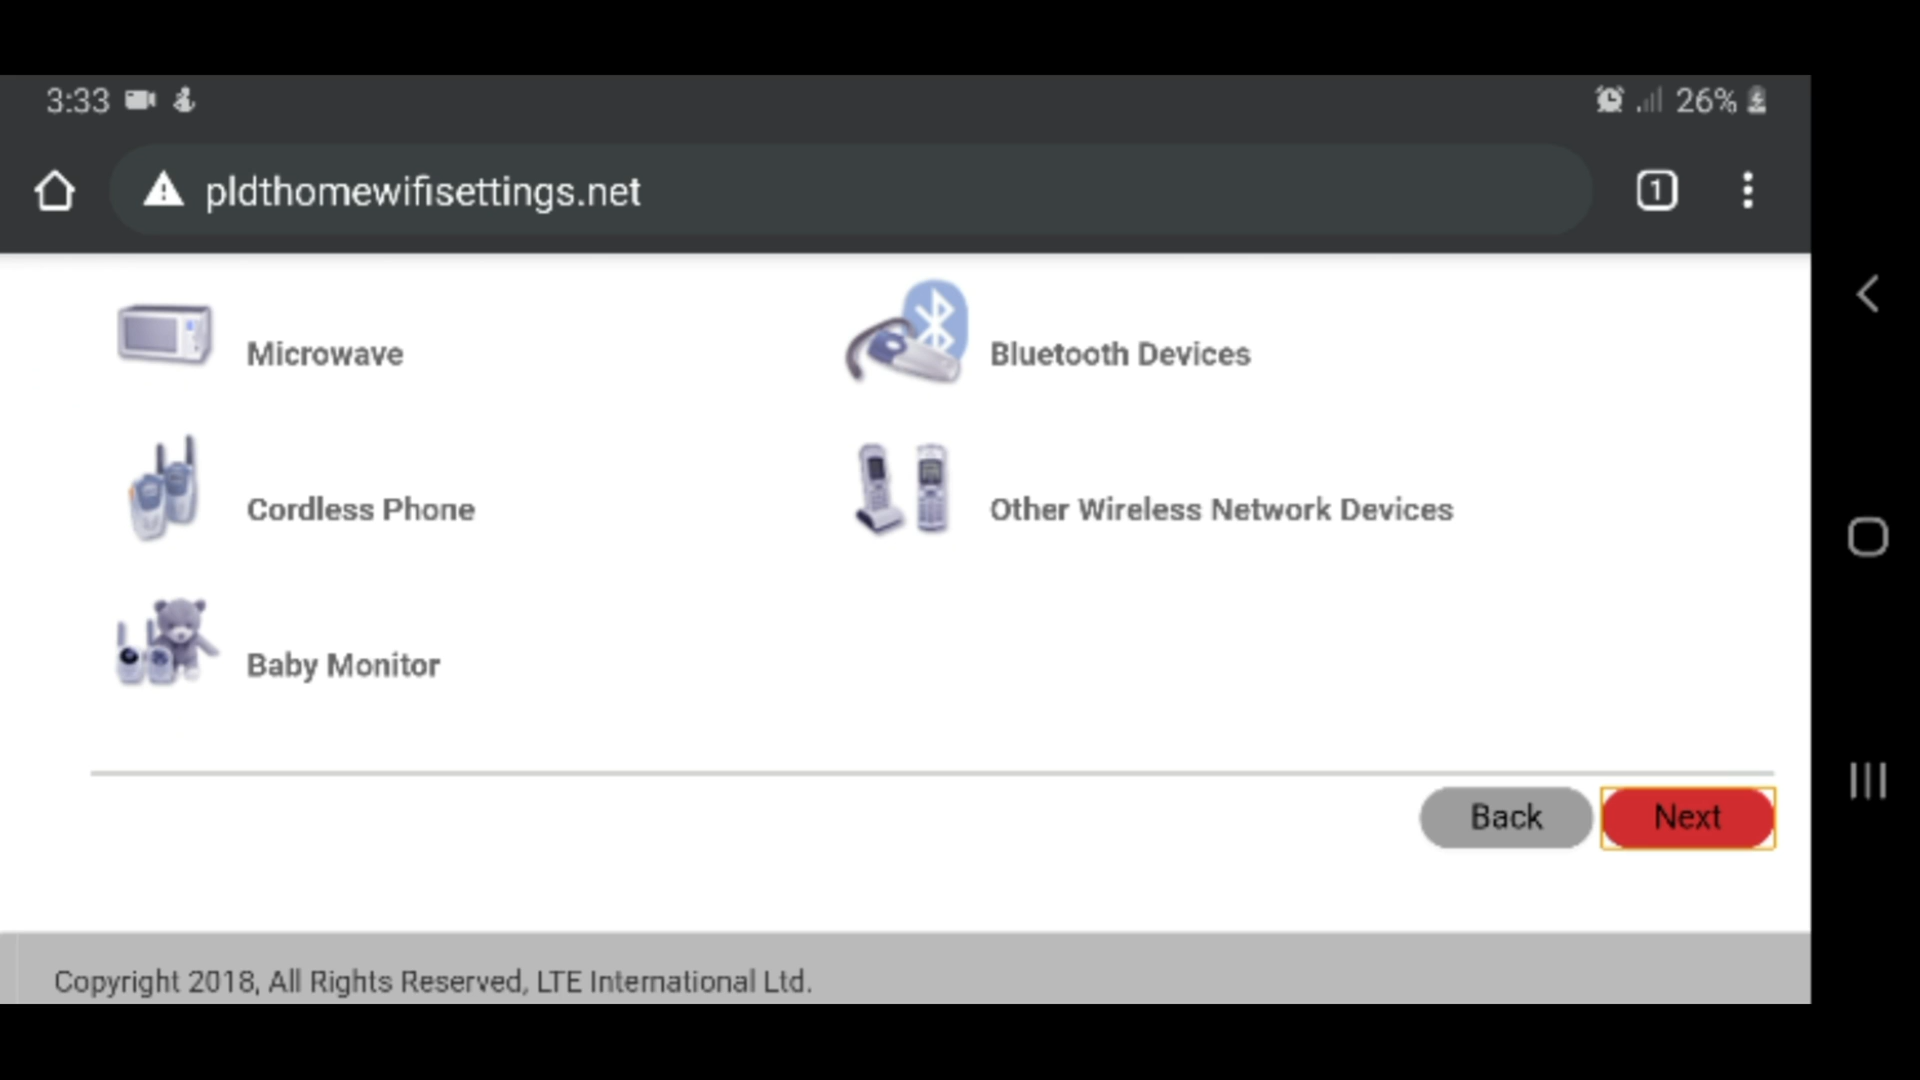 3:33
26%
pldthomewifisettings.net
1
Microwave
Bluetooth Devices
Cordless Phone
Other Wireless Network Devices
Baby Monitor
Back
Next
Copyright 2018, All Rights Reserved, LTE International Ltd.